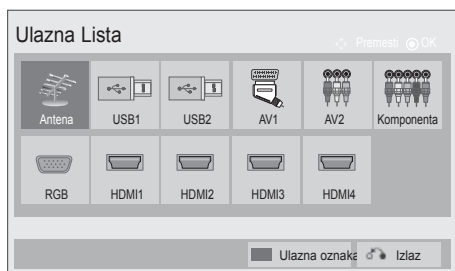 Ulazna Lista
Premesti OK
Antena USB1 USB2 AV1 AV2 Komponenta
RGB HDMI1 HDMI2 HDMI3 HDMI4
Ulazna oznaka Izlaz